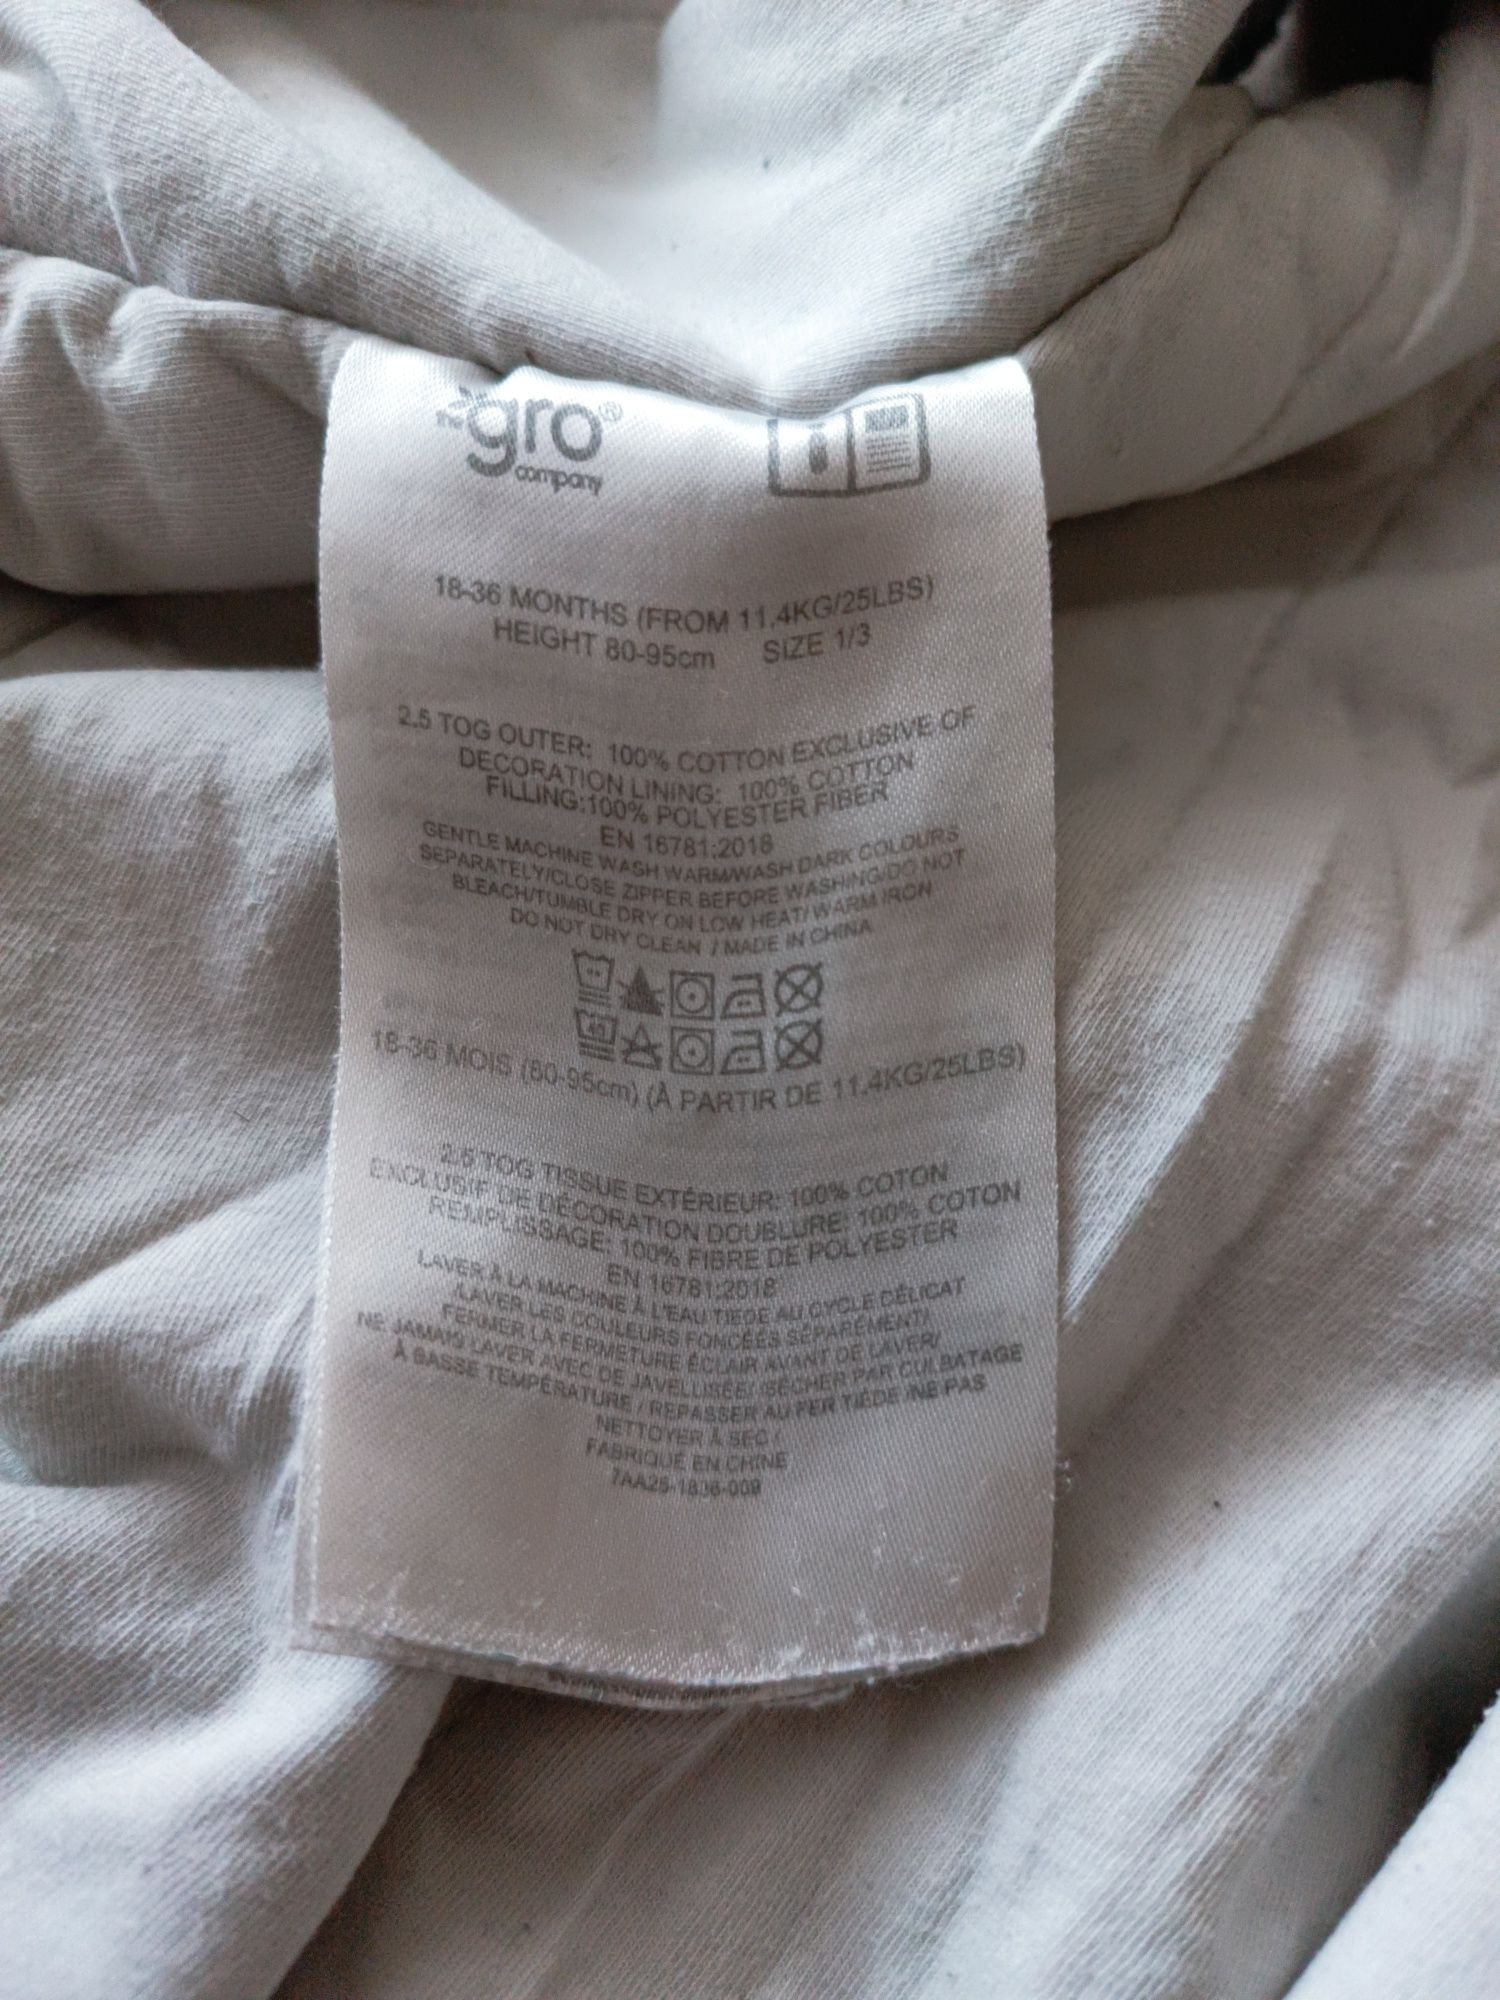 the gro® company
18-36 MONTHS (FROM 11.4KG/25LBS)
HEIGHT 80-95cm SIZE 1/3
2.5 TOG OUTER: 100% COTTON EXCLUSIVE OF
DECORATION LINING: 100% COTTON
FILLING:100% POLYESTER FIBER
EN 16781:2018
GENTLE MACHINE WASH WARM/WASH DARK COLOURS
SEPARATELY/CLOSE ZIPPER BEFORE WASHING/DO NOT
BLEACH/TUMBLE DRY ON LOW HEAT/WARM IRON
DO NOT DRY CLEAN / MADE IN CHINA
40
18-36 MOIS (80-95cm) (À PARTIR DE 11.4KG/25LBS)
2.5 TOG TISSUE EXTÉRIEUR: 100% COTON
EXCLUSIF DE DÉCORATION DOUBLURE: 100% COTON
REMPLISSAGE: 100% FIBRE DE POLYESTER
EN 16781:2018
LAVER À LA MACHINE À L'EAU TIEDE AU CYCLE DÉLICAT
/LAVER LES COULEURS FONCÉES SÉPARÉMENT/
FERMER LA FERMETURE ÉCLAIR AVANT DE LAVER/
NE JAMAIS LAVER AVEC DE JAVELLISÉE/ /SÉCHER PAR CULBATAGE
À BASSE TEMPÉRATURE / REPASSER AU FER TIÈDE /NE PAS
NETTOYER À SEC /
FABRIQUÉ EN CHINE
7AA25-1836-009